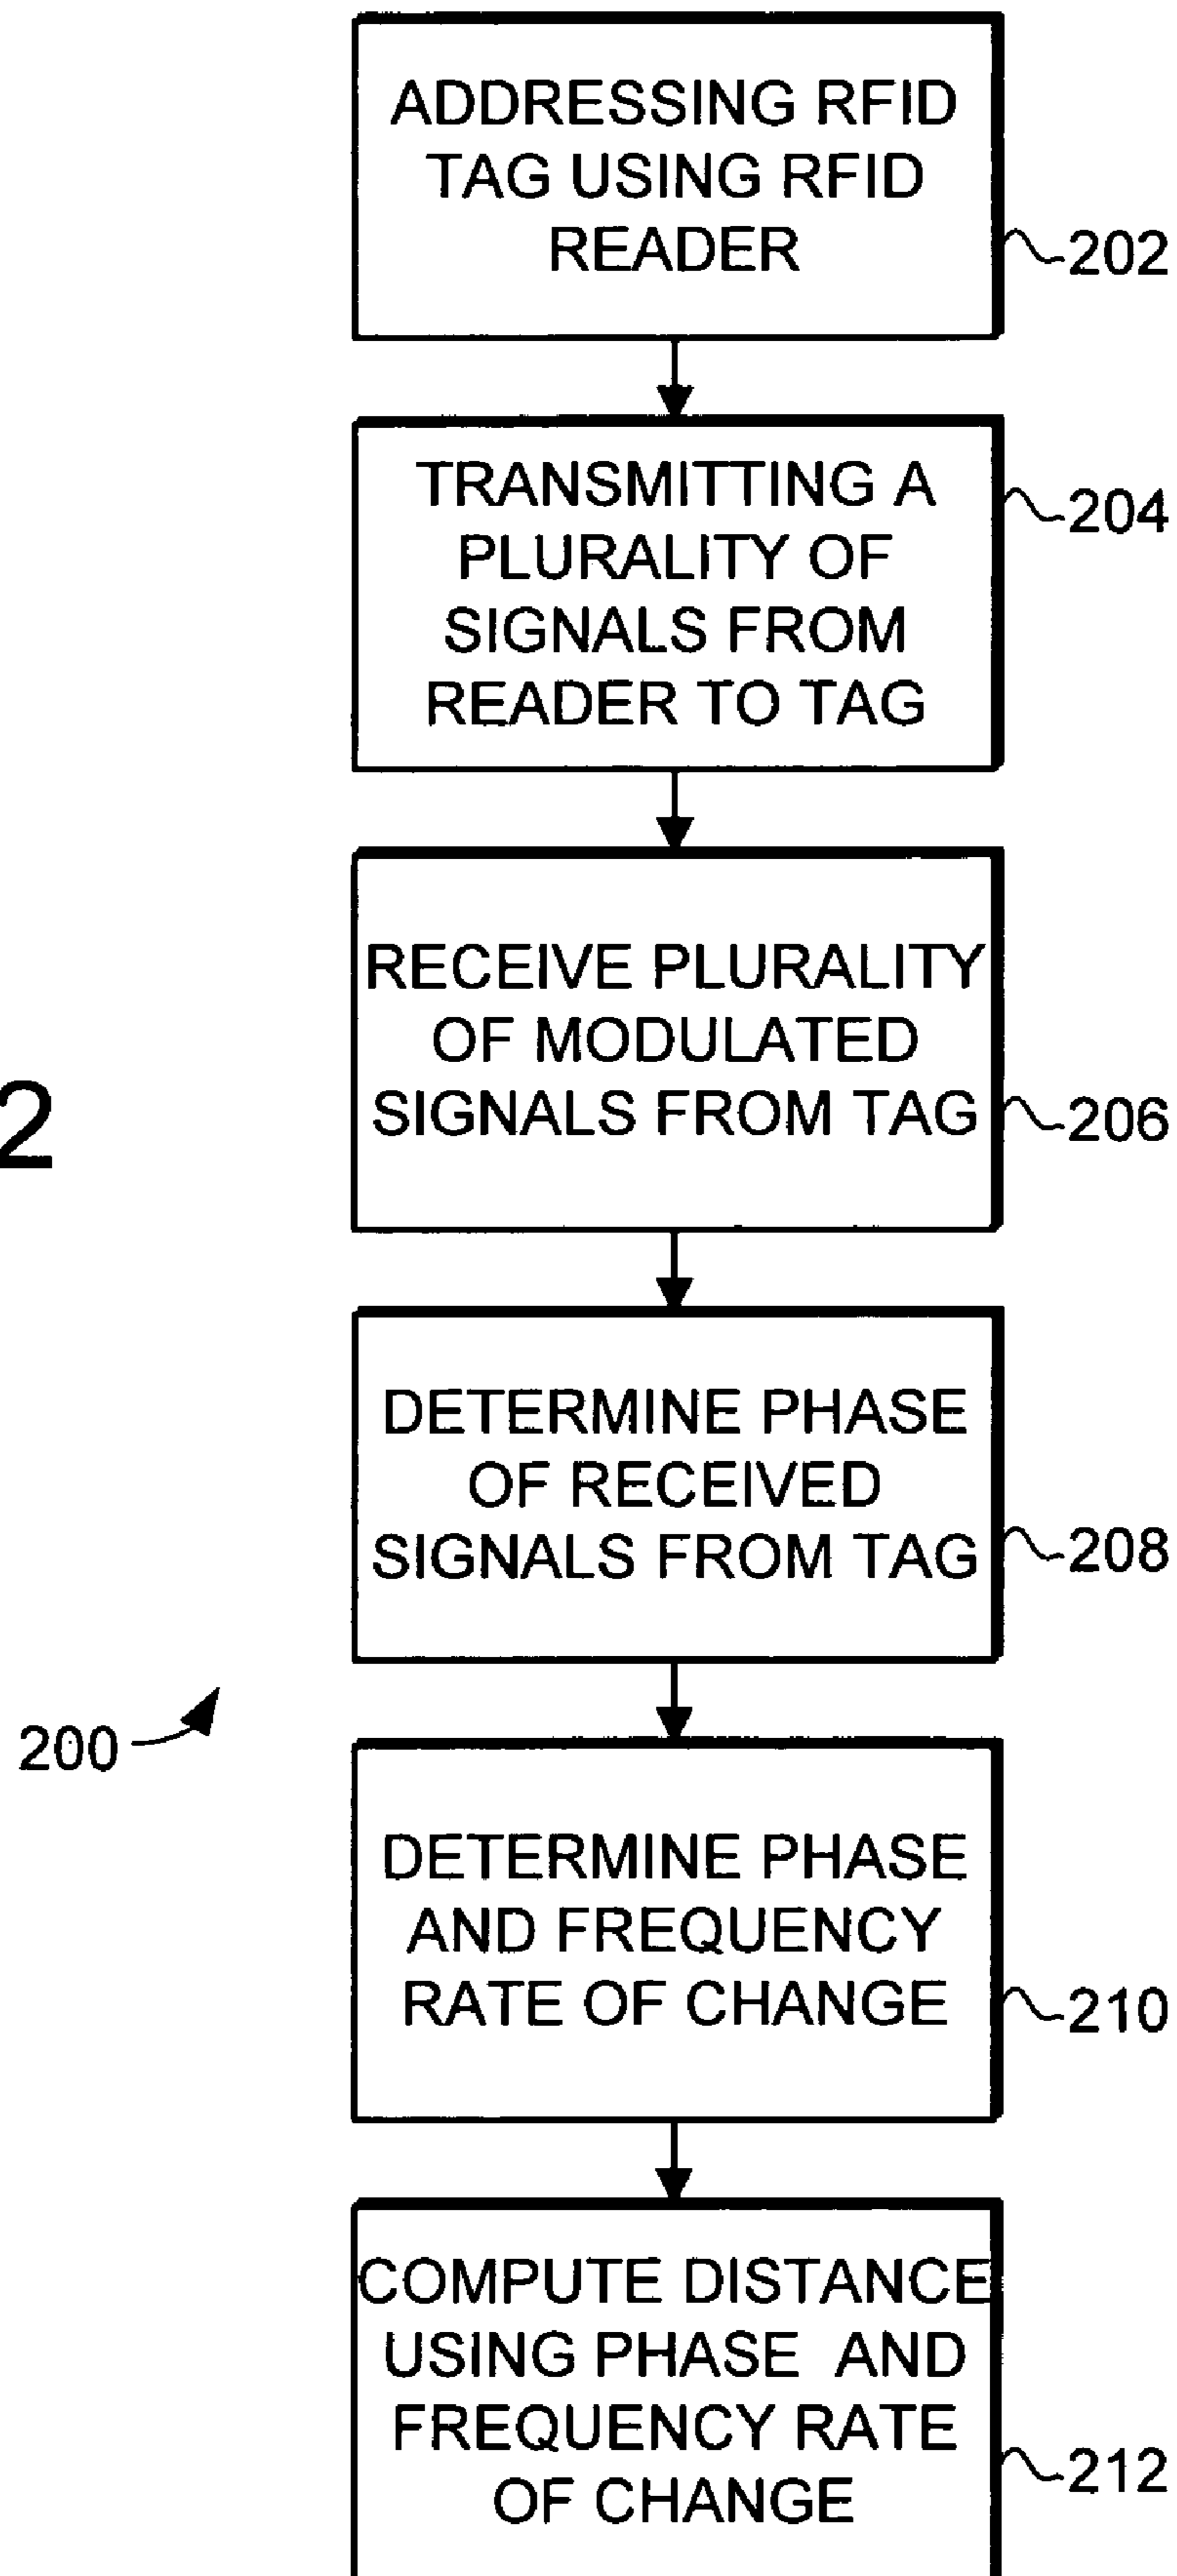 ADDRESSING RFID
TAG USING RFID
READER
202
TRANSMITTING A
PLURALITY OF
SIGNALS FROM
READER TO TAG
204
RECEIVE PLURALITY
OF MODULATED
SIGNALS FROM TAG
206
2
DETERMINE PHASE
OF RECEIVED
SIGNALS FROM TAG
208
200
DETERMINE PHASE
AND FREQUENCY
RATE OF CHANGE
210
COMPUTE DISTANCE
USING PHASE AND
FREQUENCY RATE
OF CHANGE
212